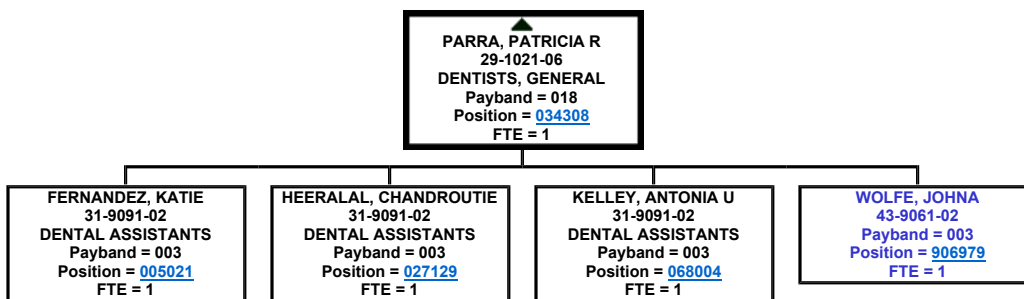 PARRA, PATRICIA R
29-1021-06
DENTISTS, GENERAL
Payband = 018
Position = 034308
FTE = 1
FERNANDEZ, KATIE
31-9091-02
DENTAL ASSISTANTS
Payband = 003
Position = 005021
FTE = 1
HEERALAL, CHANDROUTIE
31-9091-02
DENTAL ASSISTANTS
Payband = 003
Position = 027129
FTE = 1
KELLEY, ANTONIA U
31-9091-02
DENTAL ASSISTANTS
Payband = 003
Position = 068004
FTE = 1
WOLFE, JOHNA
43-9061-02
Payband = 003
Position = 906979
FTE = 1